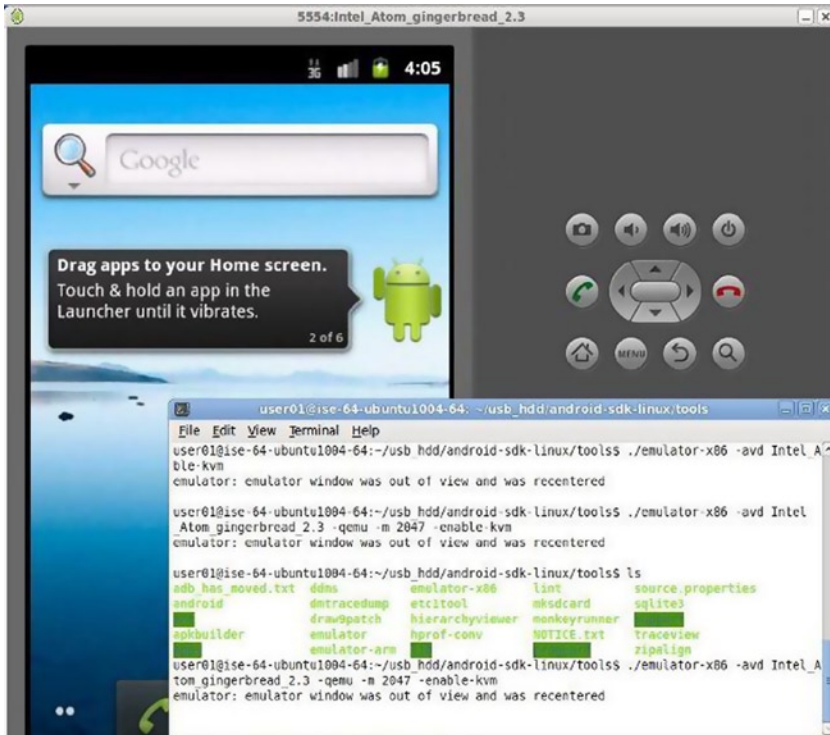 5554:Intel_Atom_gingerbread_2.3
3G
4:05
Google
Drag apps to your Home screen.
Touch & hold an app in the
Launcher until it vibrates.
2 of 6
MENU
user01@ise-64-ubuntu1004-64: ~/usb_hdd/android-sdk-linux/tools
File Edit View Terminal Help
user01@ise-64-ubuntu1004-64:~/usb_hdd/android-sdk-linux/tools$ ./emulator-x86 -avd Intel_A
ble-kvm
emulator: emulator window was out of view and was recentered
user01@ise-64-ubuntu1004-64:~/usb_hdd/android-sdk-linux/tools$ ./emulator-x86 -avd Intel
_Atom_gingerbread_2.3 -qemu -m 2047 -enable-kvm
emulator: emulator window was out of view and was recentered
user01@ise-64-ubuntu1004-64:~/usb_hdd/android-sdk-linux/tools$ ls
adb_has_moved.txt ddms emulator-x86 lint source.properties
android dmtracedump etc1tool mksdcard sqlite3
draw9patch hierarchyviewer monkeyrunner
apkbuilder emulator hprof-conv NOTICE.txt traceview
emulator-arm zipalign
user01@ise-64-ubuntu1004-64:~/usb_hdd/android-sdk-linux/tools$ ./emulator-x86 -avd Intel_A
tom_gingerbread_2.3 -qemu -m 2047 -enable-kvm
emulator: emulator window was out of view and was recentered